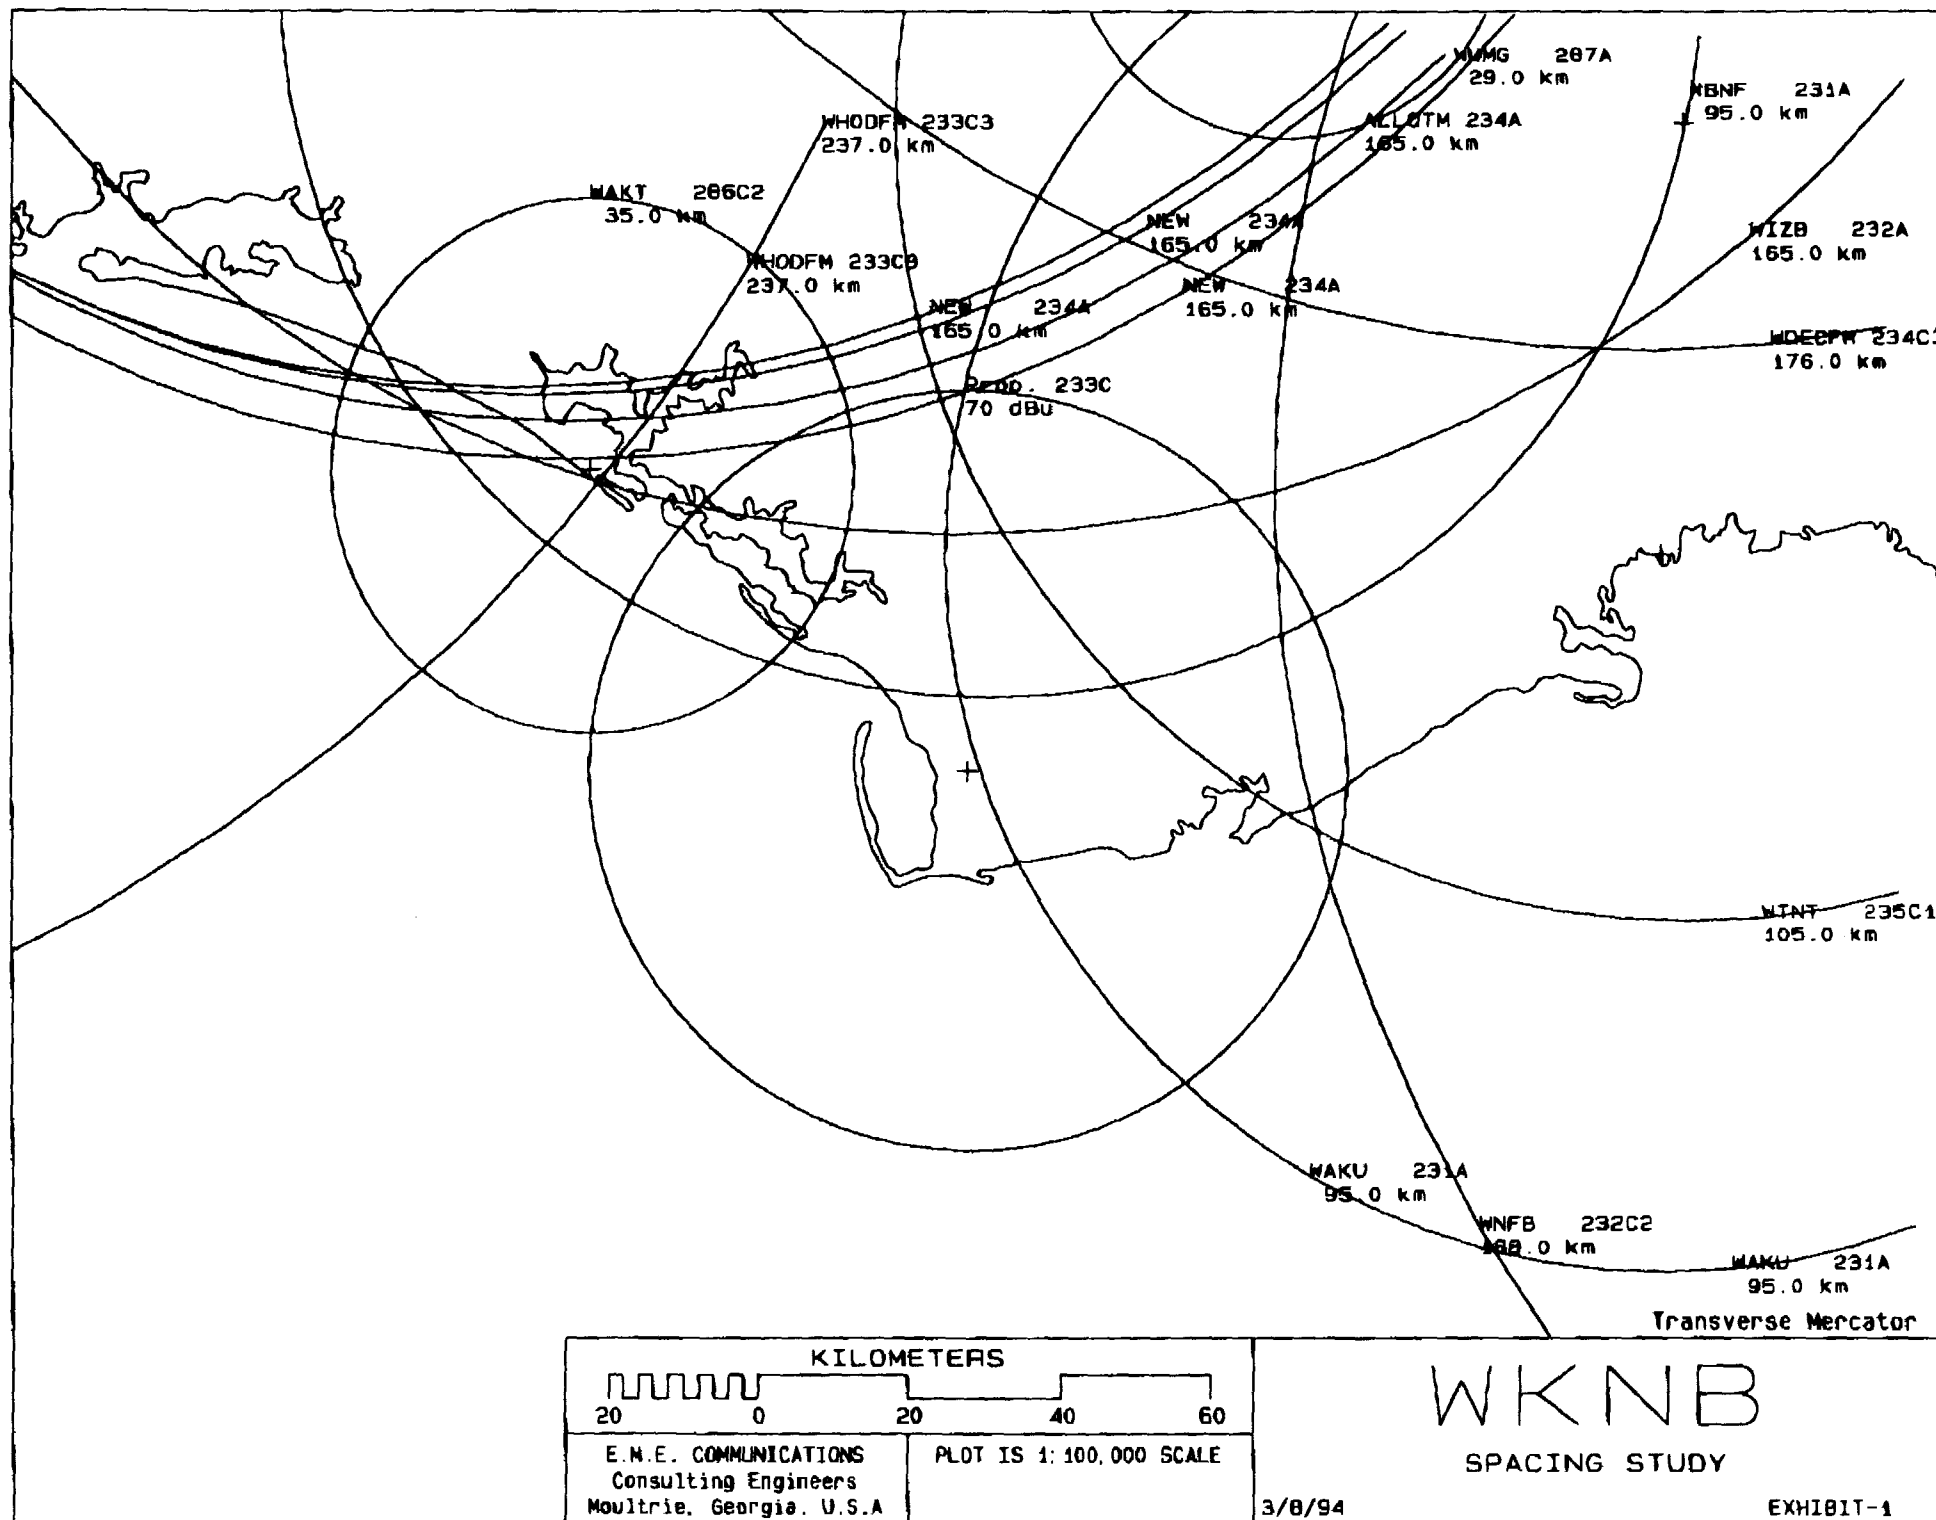 WHODFM 233C3
237.0 km
WAKT 286C2
35.0 km
WHODFM 233C3
237.0 km
NEW 234A
165.0 km
Prop. 233C
70 dBu
NEW 234A
165.0 km
NEW 234A
165.0 km
WVMG 287A
29.0 km
ALLOTM 234A
165.0 km
WBNF 231A
95.0 km
WIZB 232A
165.0 km
176.0 km
WTNT 235C1
105.0 km
WAKU 231A
95.0 km
WNFB 232C2
188.0 km
WAKU 231A
95.0 km
Transverse Mercator
KILOMETERS
20 0 20 40 60
E.M.E. COMMUNICATIONS
Consulting Engineers
Moultrie, Georgia. U.S.A
PLOT IS 1:100,000 SCALE
WKNB
SPACING STUDY
3/8/94
EXHIBIT-1